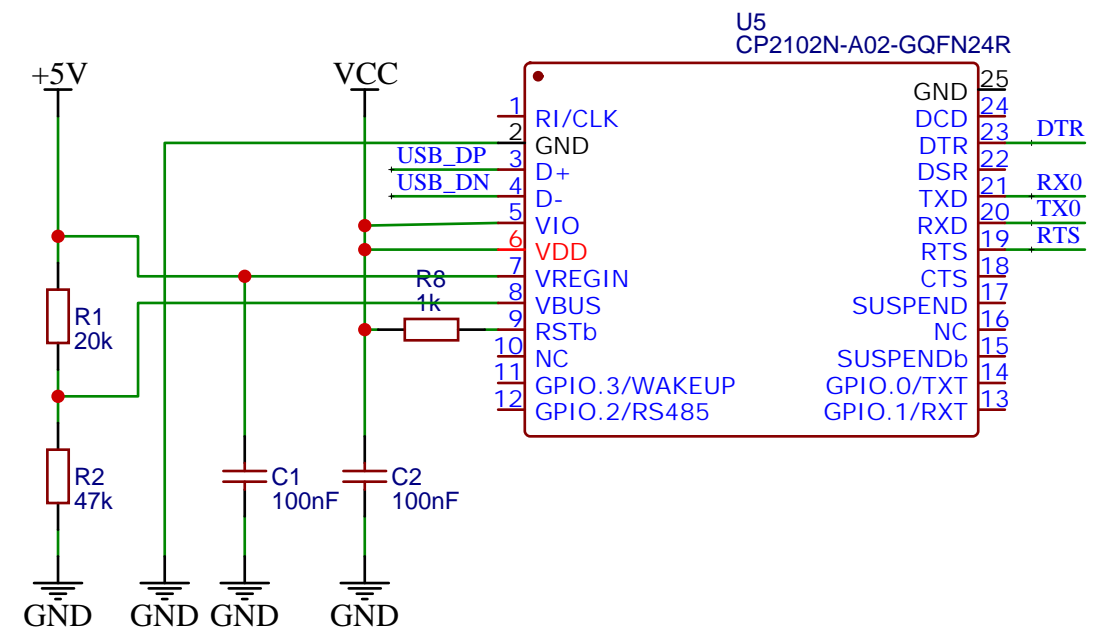 U5
CP2102N-A02-GQFN24R
+5V
VCC
1
RI/CLK
2
GND
USB_DP
3
D+
USB_DN
4
D-
5
VIO
6
VDD
7
VREGIN
8
VBUS
9
RSTb
10
NC
11
GPIO.3/WAKEUP
12
GPIO.2/RS485
25
GND
24
DCD
23
DTR
DTR
22
DSR
21
TXD
RX0
20
RXD
TX0
19
RTS
RTS
18
CTS
17
SUSPEND
16
NC
15
SUSPENDb
14
GPIO.0/TXT
13
GPIO.1/RXT
R8
1k
R1
20k
R2
47k
C1
100nF
C2
100nF
GND
GND
GND
GND